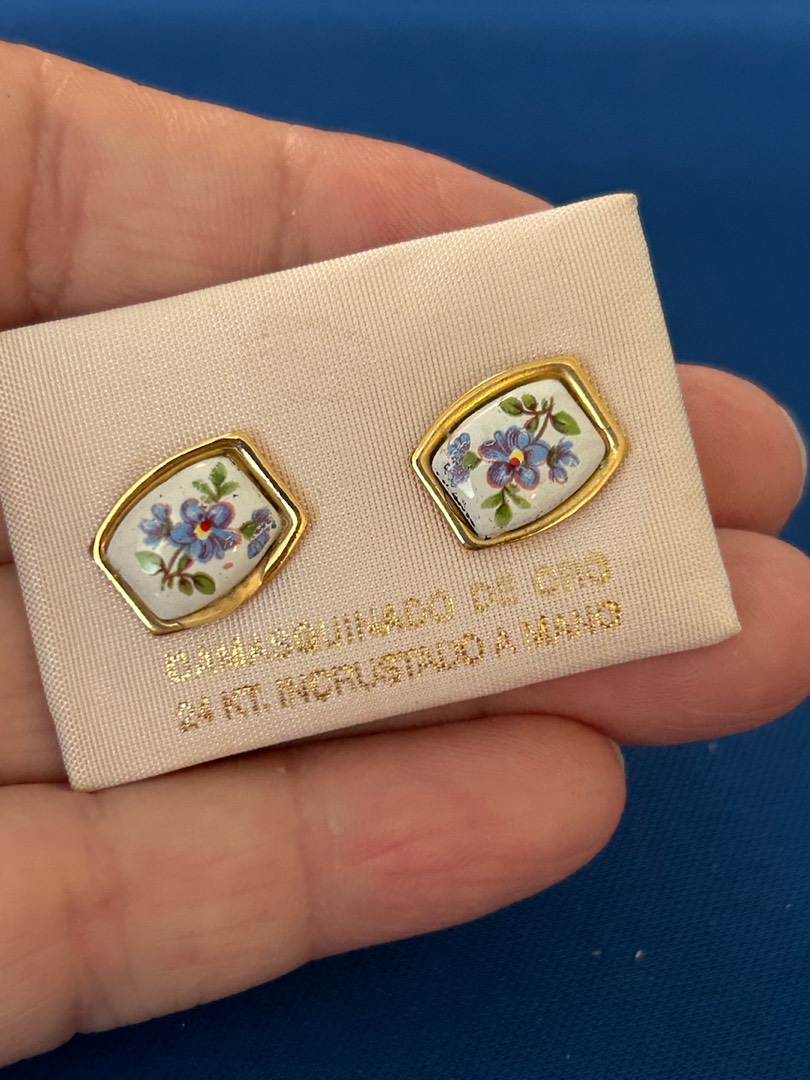 DAMASQUINADO DE ORO
24 KT. INCRUSTADO A MANO